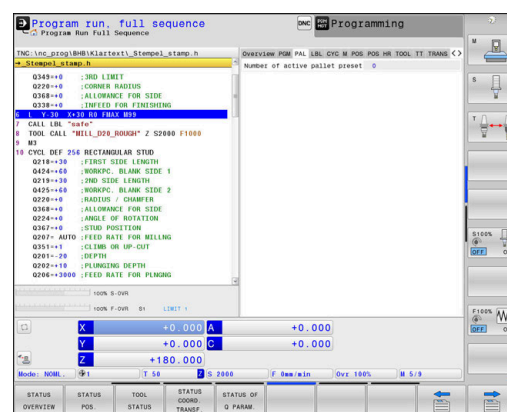 Program run, full sequence
Program Run Full Sequence
DNC
Programming
TNC:\nc_prog\BHB\Klartext\_Stempel_stamp.h
→_Stempel_stamp.h
Q349=+0 ;3RD LIMIT
Q220=+0 ;CORNER RADIUS
Q368=+0 ;ALLOWANCE FOR SIDE
Q338=+0 ;INFEED FOR FINISHING
6 L Y-30 X+30 R0 FMAX M99
7 CALL LBL "safe"
8 TOOL CALL "MILL_D20_ROUGH" Z S2000 F1000
9 M3
10 CYCL DEF 256 RECTANGULAR STUD
Q218=+30 ;FIRST SIDE LENGTH
Q424=+60 ;WORKPC. BLANK SIDE 1
Q219=+30 ;2ND SIDE LENGTH
Q425=+60 ;WORKPC. BLANK SIDE 2
Q220=+0 ;RADIUS / CHAMFER
Q368=+0 ;ALLOWANCE FOR SIDE
Q224=+0 ;ANGLE OF ROTATION
Q367=+0 ;STUD POSITION
Q207= AUTO ;FEED RATE FOR MILLNG
Q351=+1 ;CLIMB OR UP-CUT
Q201=-20 ;DEPTH
Q202=+10 ;PLUNGING DEPTH
Q206=+3000 ;FEED RATE FOR PLNGNG
Overview PGM PAL LBL CYC M POS POS HR TOOL TT TRANS
Number of active pallet preset 0
100% S-OVR
100% F-OVR S1 LIMIT 1
X +0.000 A +0.000
Y +0.000 C +0.000
Z +180.000
Mode: NOML. 1 T 50 Z S 2000 F 0mm/min Ovr 100% M 5/9
STATUS OVERVIEW
STATUS POS.
TOOL STATUS
STATUS COORD. TRANSF.
STATUS OF Q PARAM.
M
S
T
S100%
OFF
F100%
OFF